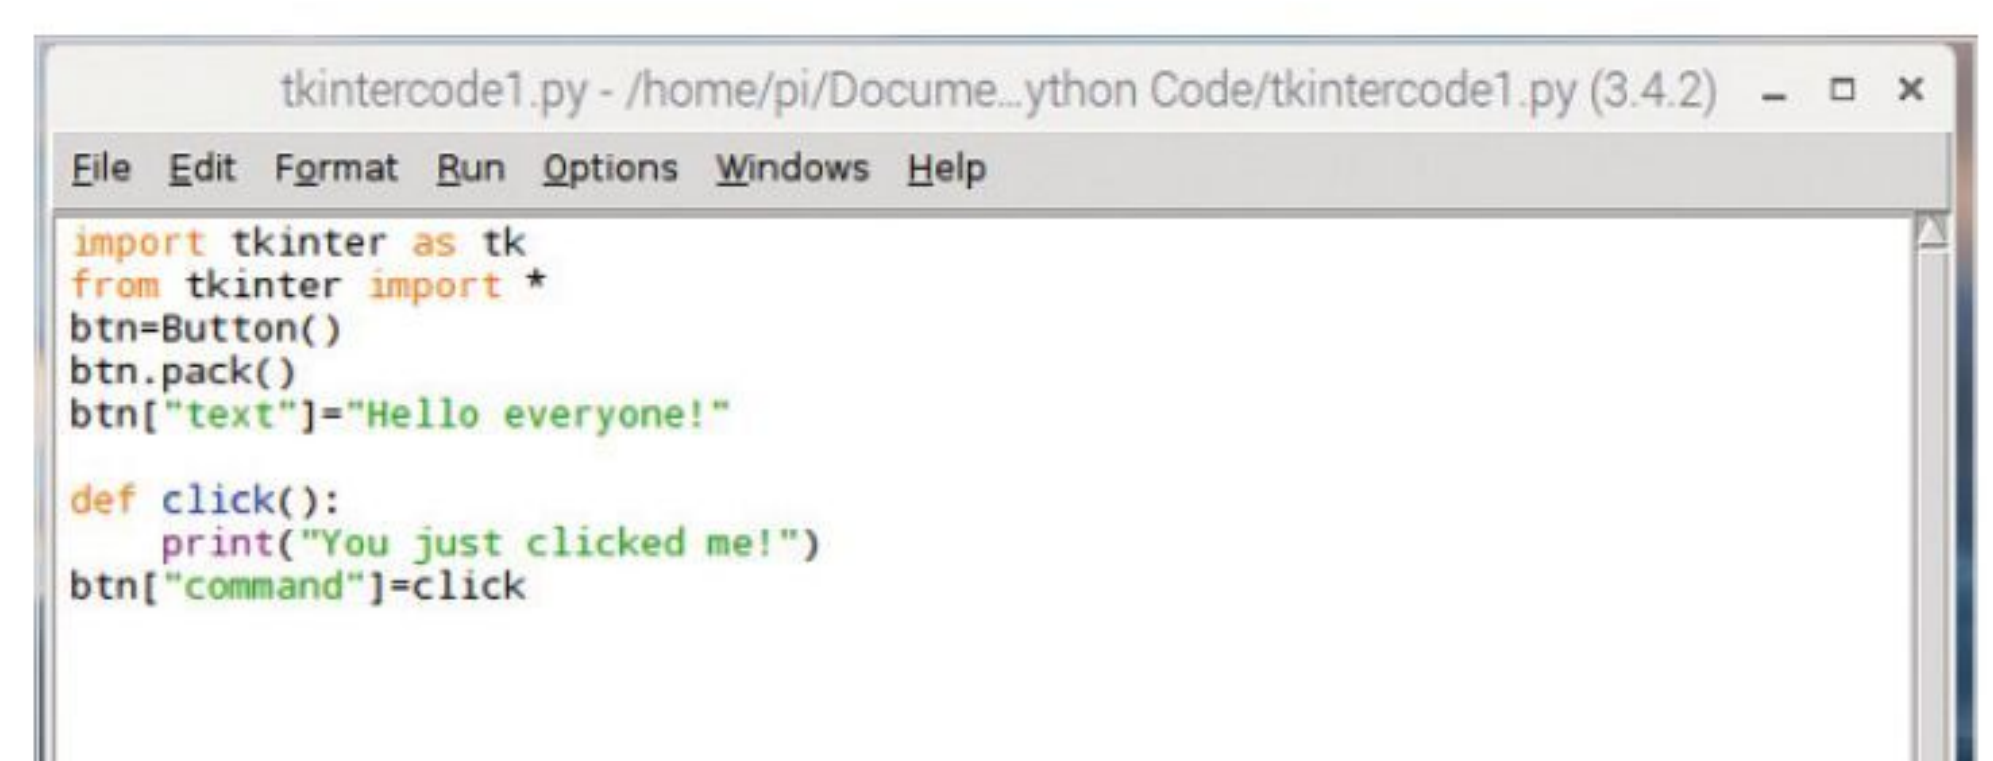 tkintercode1.py - /home/pi/Docume...ython Code/tkintercode1.py (3.4.2)
File Edit Format Run Options Windows Help
import tkinter as tk
from tkinter import *
btn=Button()
btn.pack()
btn["text"]="Hello everyone!"

def click():
    print("You just clicked me!")
btn["command"]=click